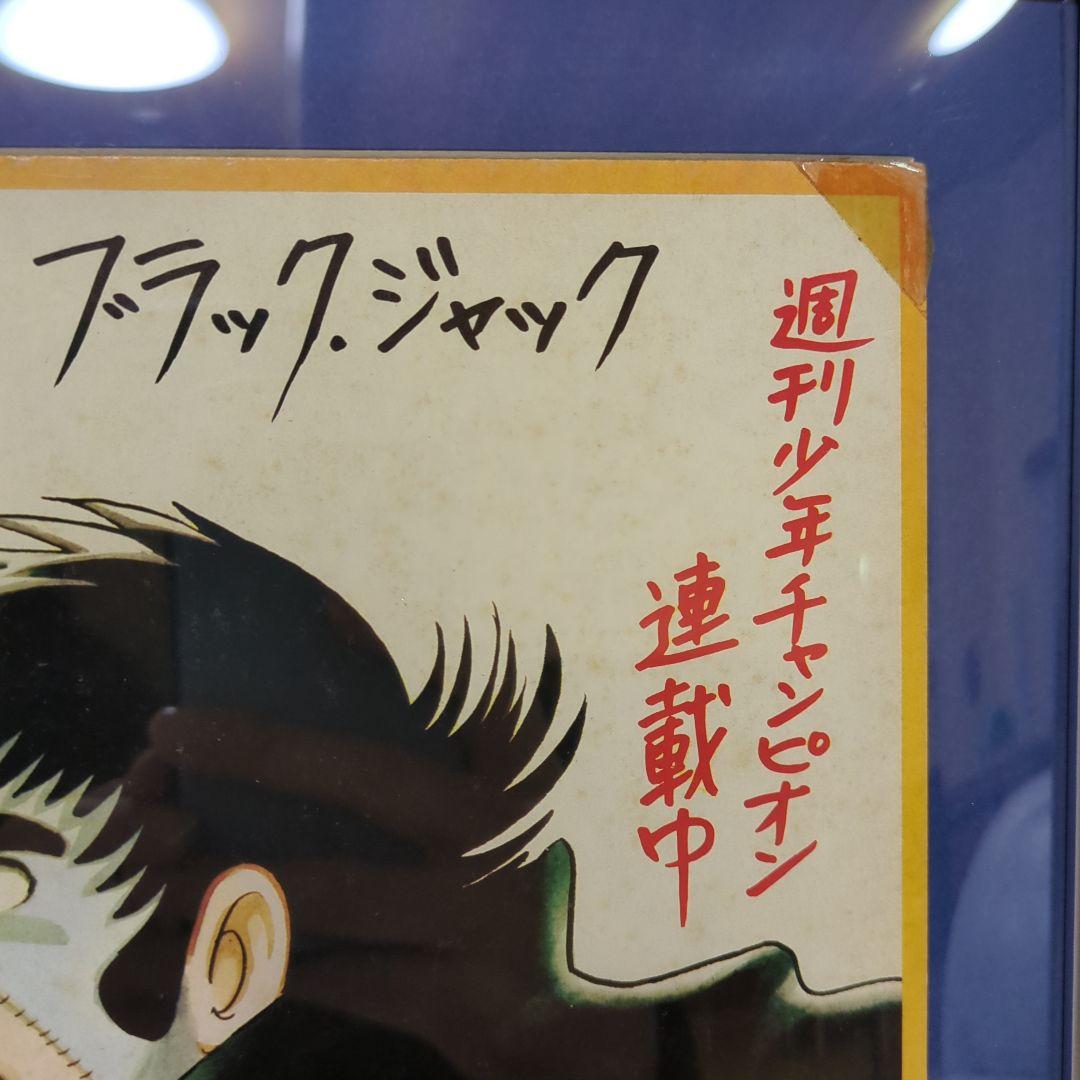 ブラック・ジャック
週刊少年チャンピオン
連載中